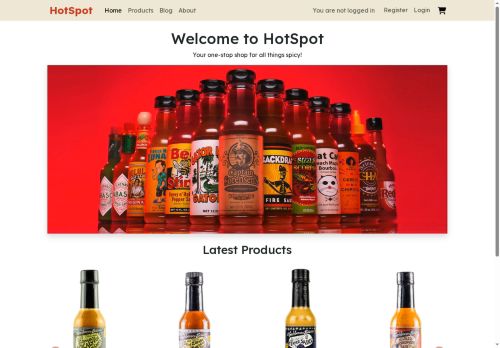 HotSpot
Home Products Blog About
You are not logged in Register Login
Welcome to HotSpot
Your one-stop shop for all things spicy!
Latest Products